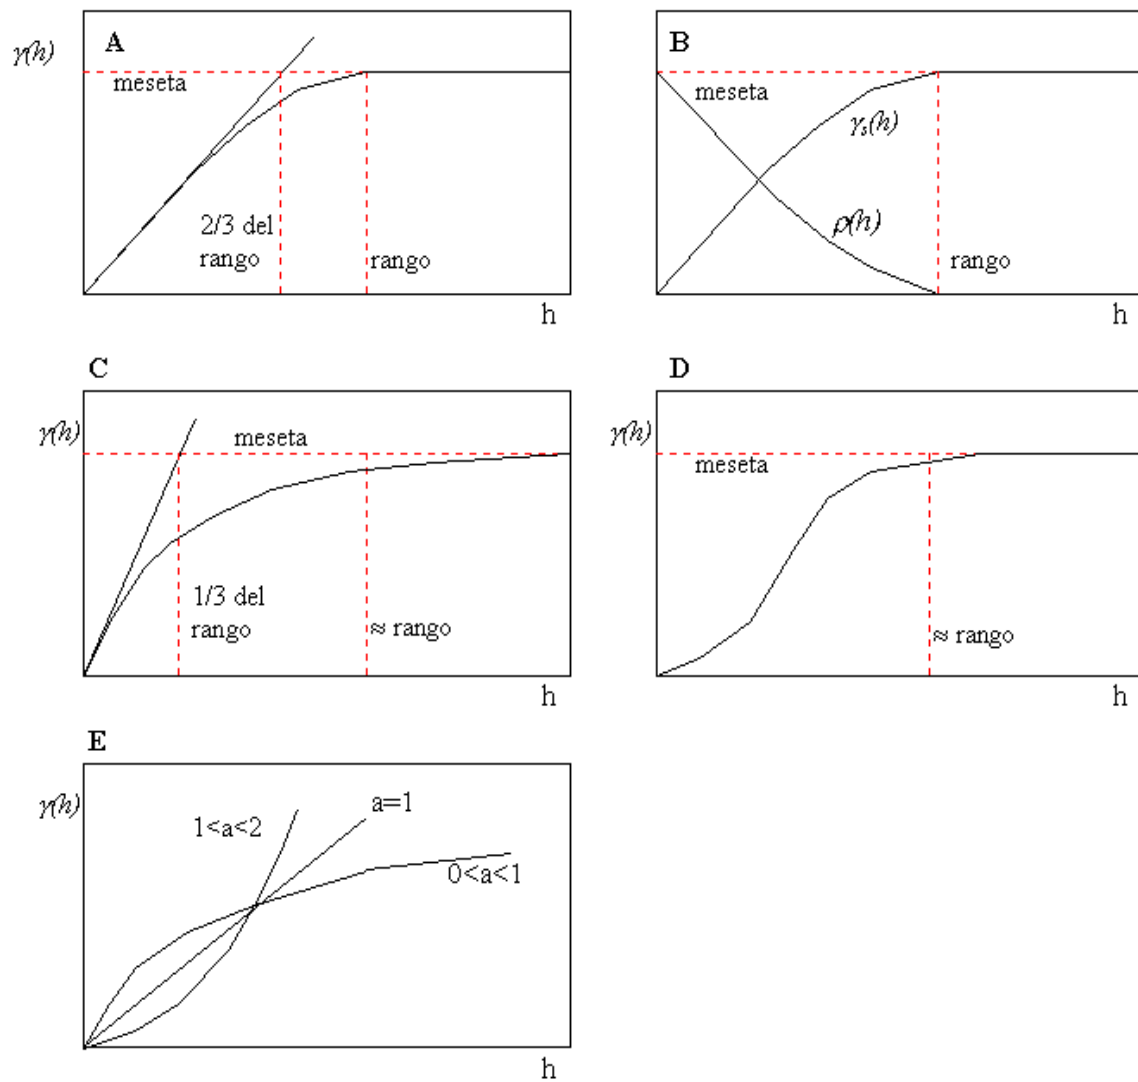 A
γ(h)
meseta
2/3 del
rango
rango
h
B
meseta
γs(h)
ρ(h)
rango
h
C
γ(h)
meseta
1/3 del
rango
≈ rango
h
D
γ(h)
meseta
≈ rango
h
E
γ(h)
1<a<2
a=1
0<a<1
h